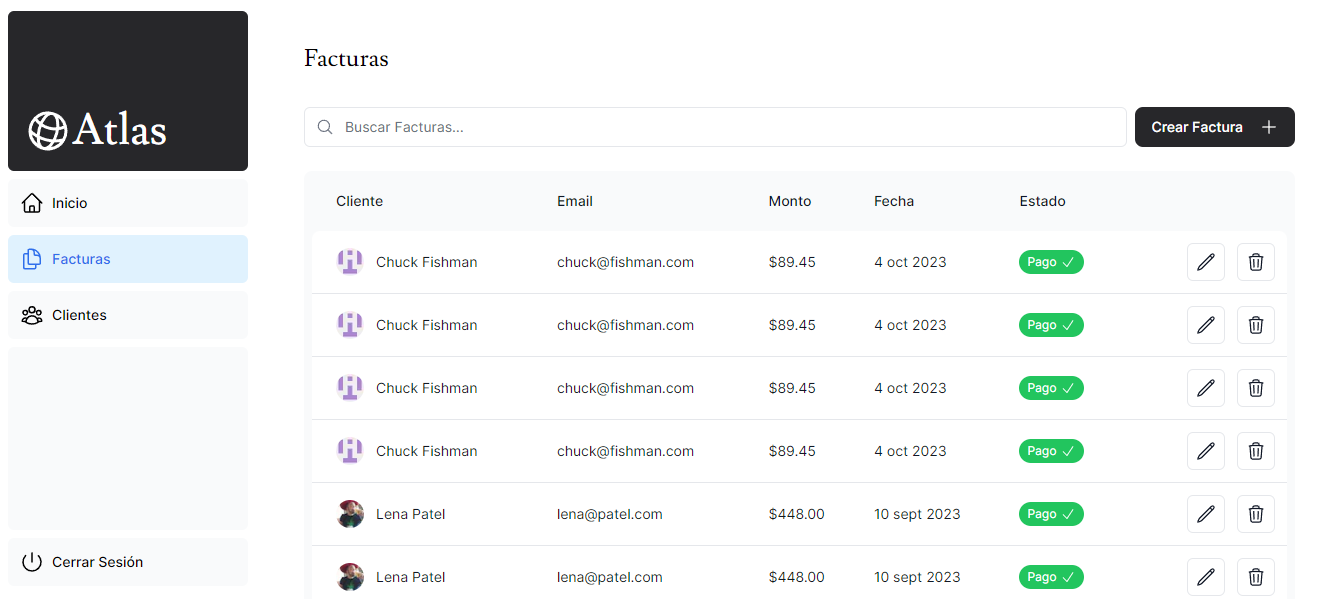 Atlas
Inicio
Facturas
Clientes
Cerrar Sesión
Facturas
Buscar Facturas...
Crear Factura
Cliente Email Monto Fecha Estado
Chuck Fishman chuck@fishman.com $89.45 4 oct 2023 Pago
Chuck Fishman chuck@fishman.com $89.45 4 oct 2023 Pago
Chuck Fishman chuck@fishman.com $89.45 4 oct 2023 Pago
Chuck Fishman chuck@fishman.com $89.45 4 oct 2023 Pago
Lena Patel lena@patel.com $448.00 10 sept 2023 Pago
Lena Patel lena@patel.com $448.00 10 sept 2023 Pago